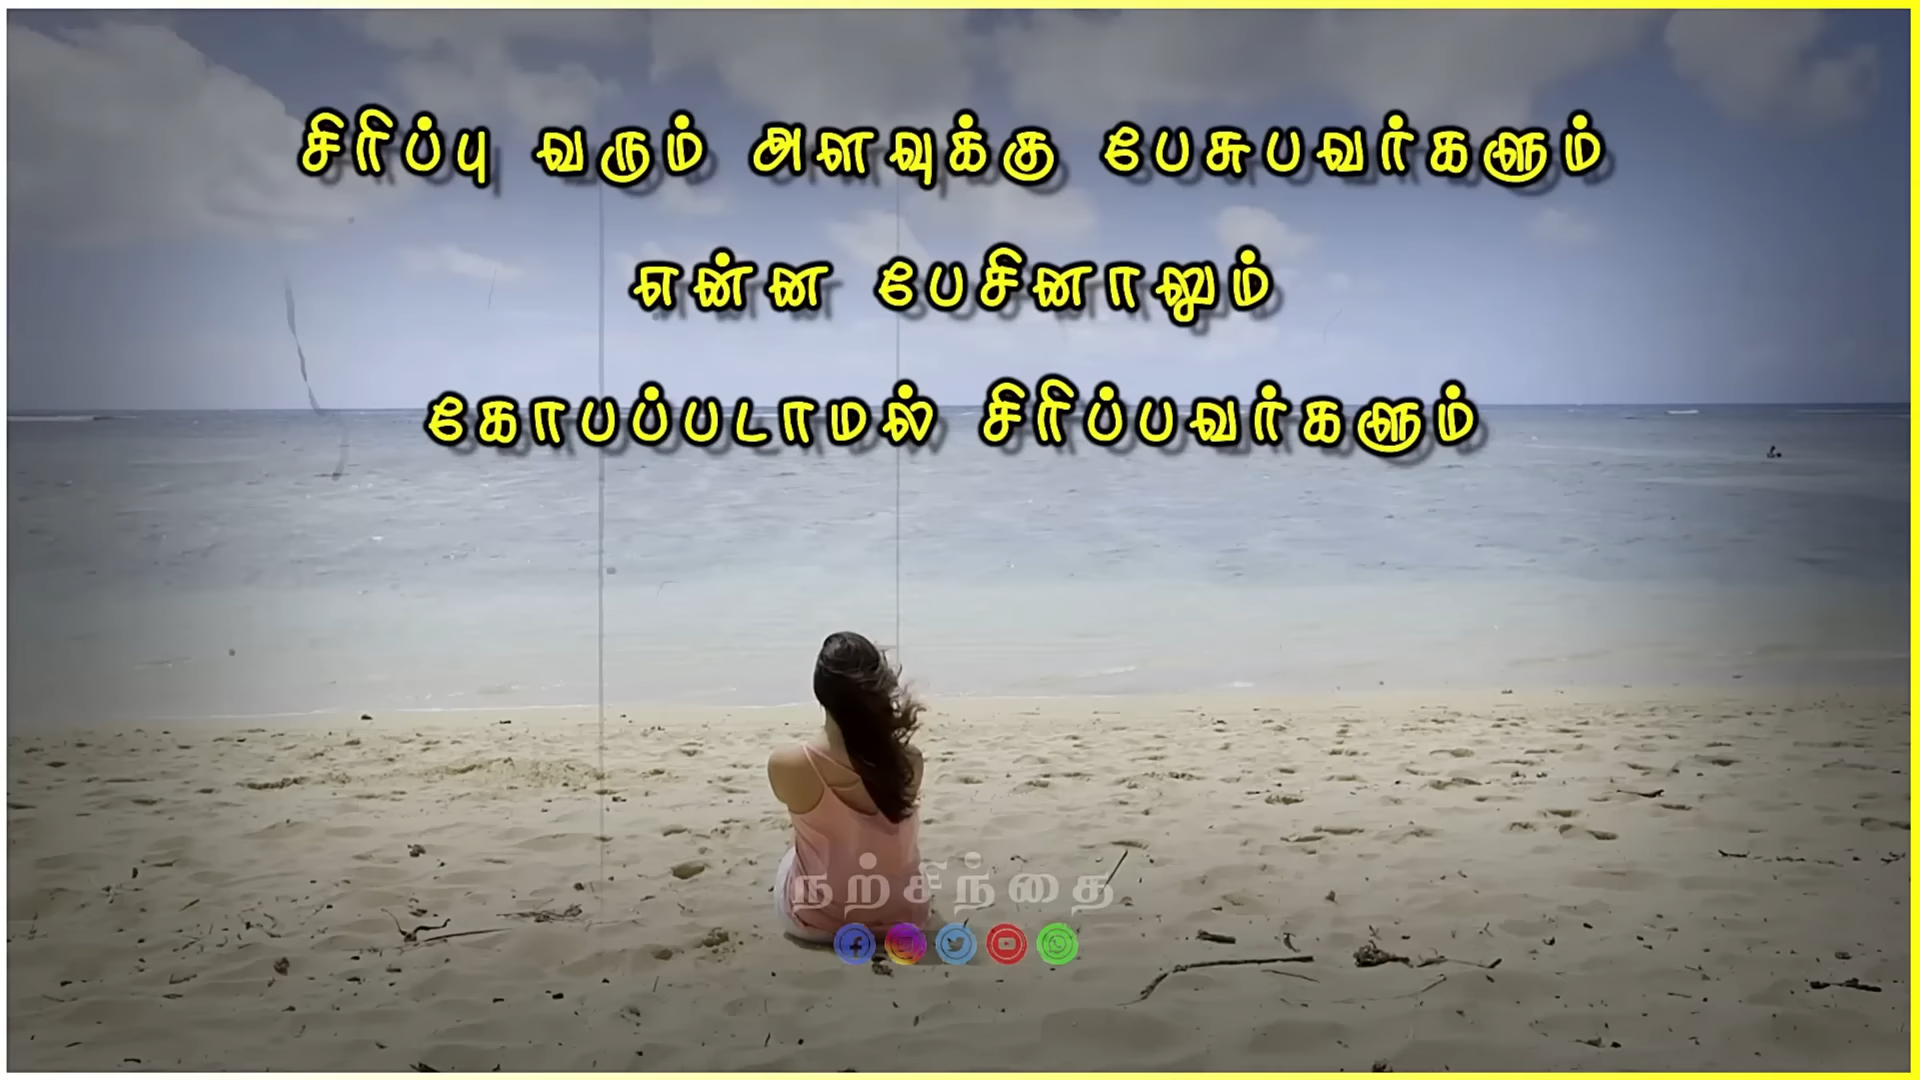 சிரிப்பு வரும் அளவுக்கு பேசுபவர்களும்
என்ன பேசினாலும்
கோபப்படாமல் சிரிப்பவர்களும்
நற்சிந்தை